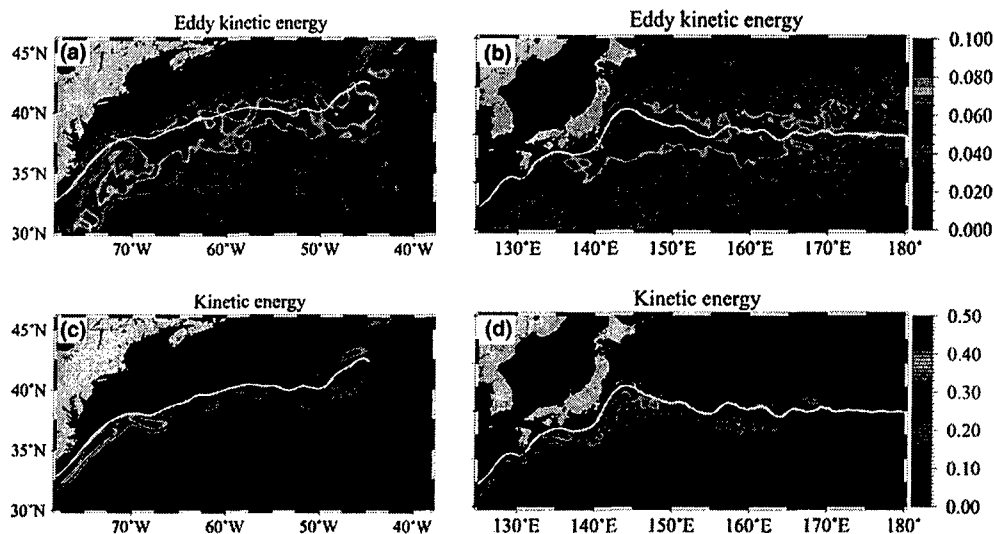 Eddy kinetic energy
Eddy kinetic energy
(a)
45°N
40°N
35°N
30°N
70°W
60°W
50°W
40°W
(b)
130°E
140°E
150°E
160°E
170°E
180°
0.100
0.080
0.060
0.040
0.020
0.000
Kinetic energy
Kinetic energy
(c)
45°N
40°N
35°N
30°N
70°W
60°W
50°W
40°W
(d)
130°E
140°E
150°E
160°E
170°E
180°
0.50
0.40
0.30
0.20
0.10
0.00